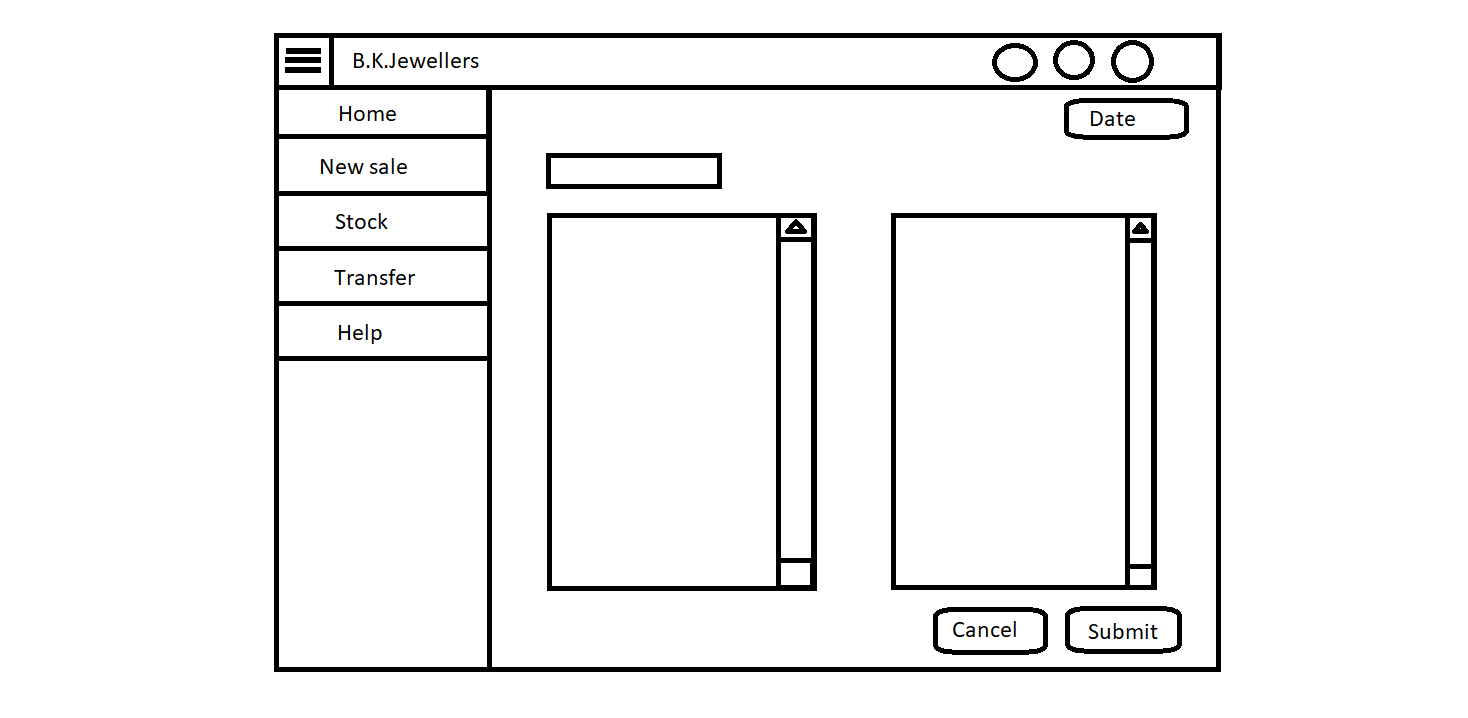 B.K.Jewellers
Home
Date
New sale
Stock
Transfer
Help
Cancel
Submit